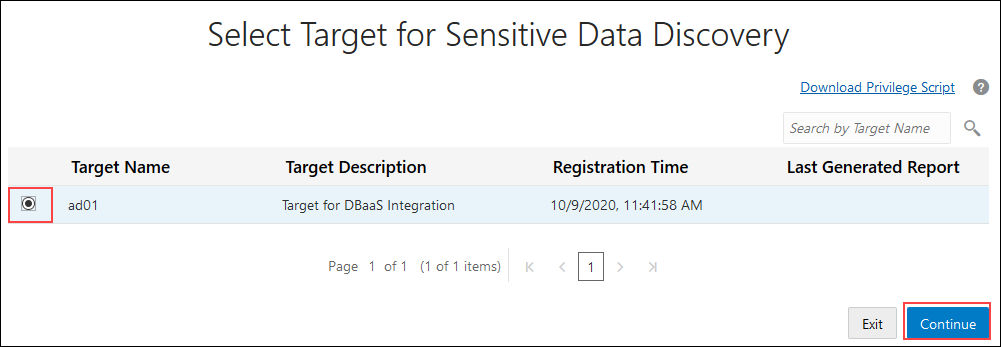 Select Target for Sensitive Data Discovery
Download Privilege Script ?
Search by Target Name
Target Name Target Description Registration Time Last Generated Report
ad01 Target for DBaaS Integration 10/9/2020, 11:41:58 AM
Page 1 of 1 (1 of 1 items) 1
Exit Continue